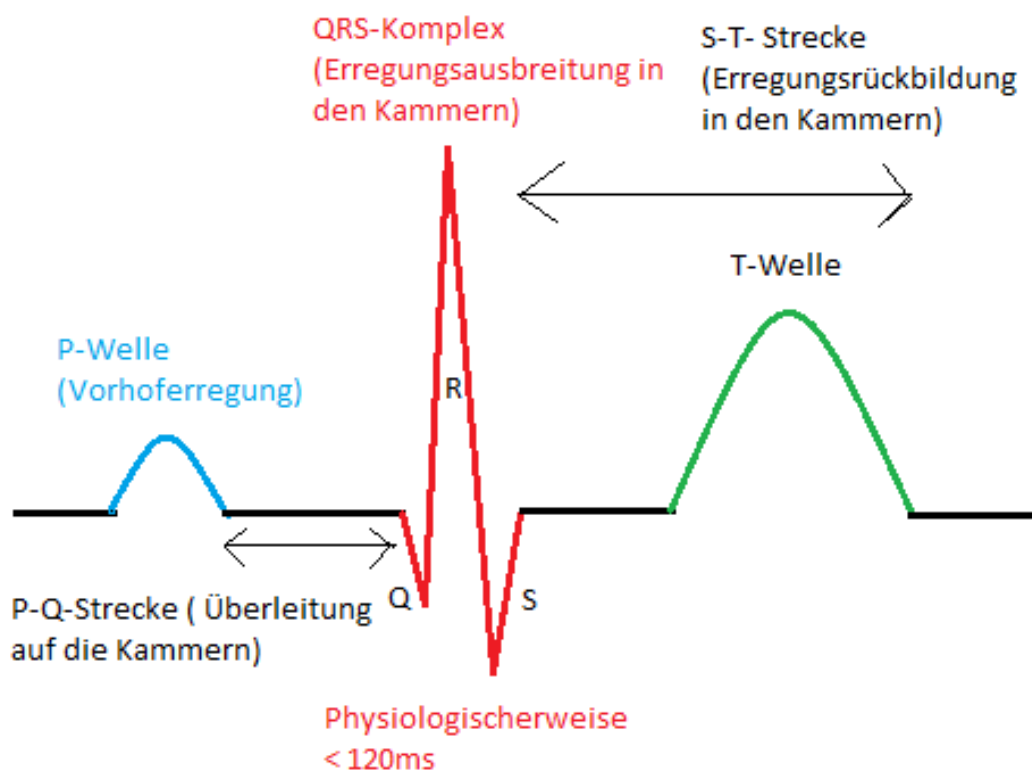 QRS-Komplex
(Erregungsausbreitung in
den Kammern)
S-T- Strecke
(Erregungsrückbildung
in den Kammern)
T-Welle
P-Welle
(Vorhoferregung)
R
Q
S
P-Q-Strecke ( Überleitung
auf die Kammern)
Physiologischerweise
< 120ms